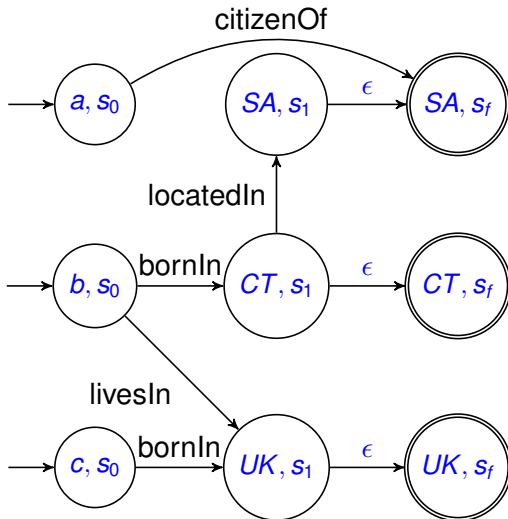 citizenOf
a, s0
SA, s1
ϵ
SA, sf
locatedIn
b, s0
bornIn
CT, s1
ϵ
CT, sf
livesIn
c, s0
bornIn
UK, s1
ϵ
UK, sf